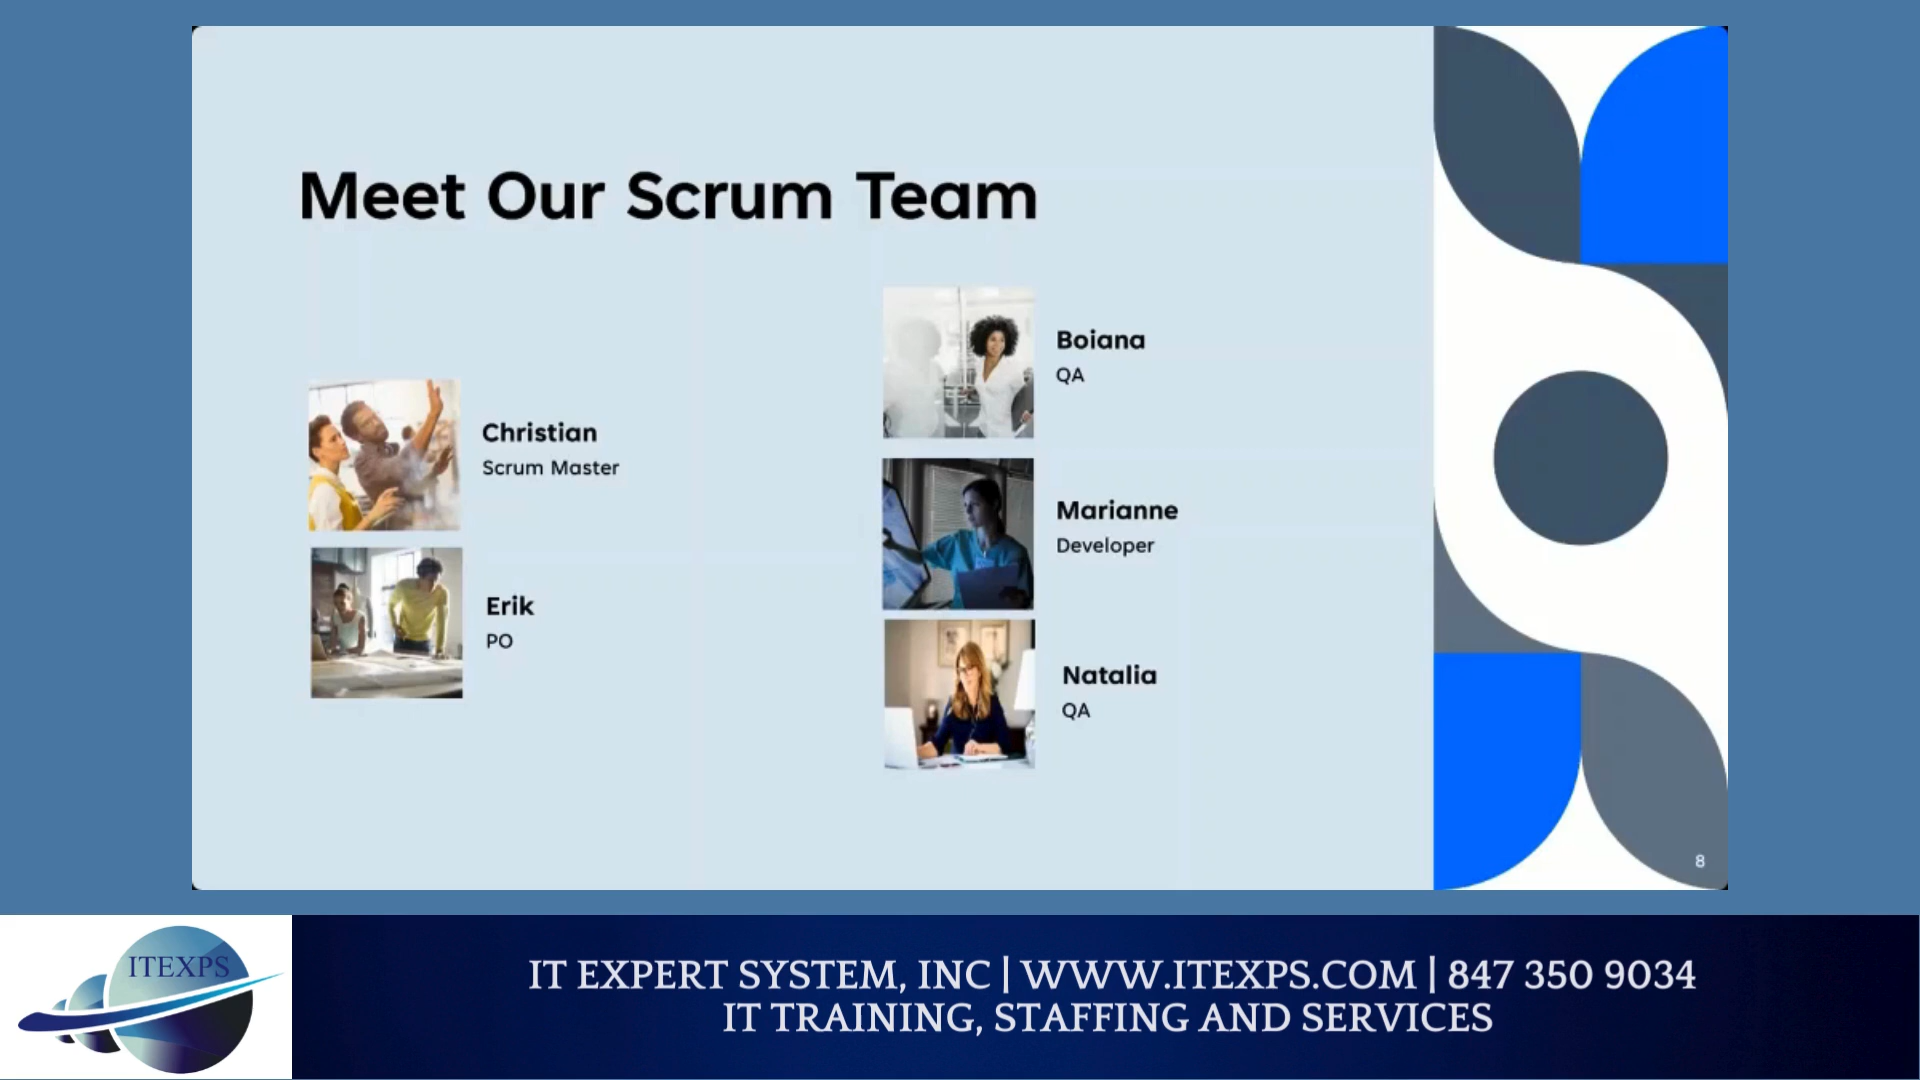 Meet Our Scrum Team
Christian
Scrum Master
Erik
PO
Boiana
QA
Marianne
Developer
Natalia
QA
8
ITEXPS
IT EXPERT SYSTEM, INC | WWW.ITEXPS.COM | 847 350 9034
IT TRAINING, STAFFING AND SERVICES